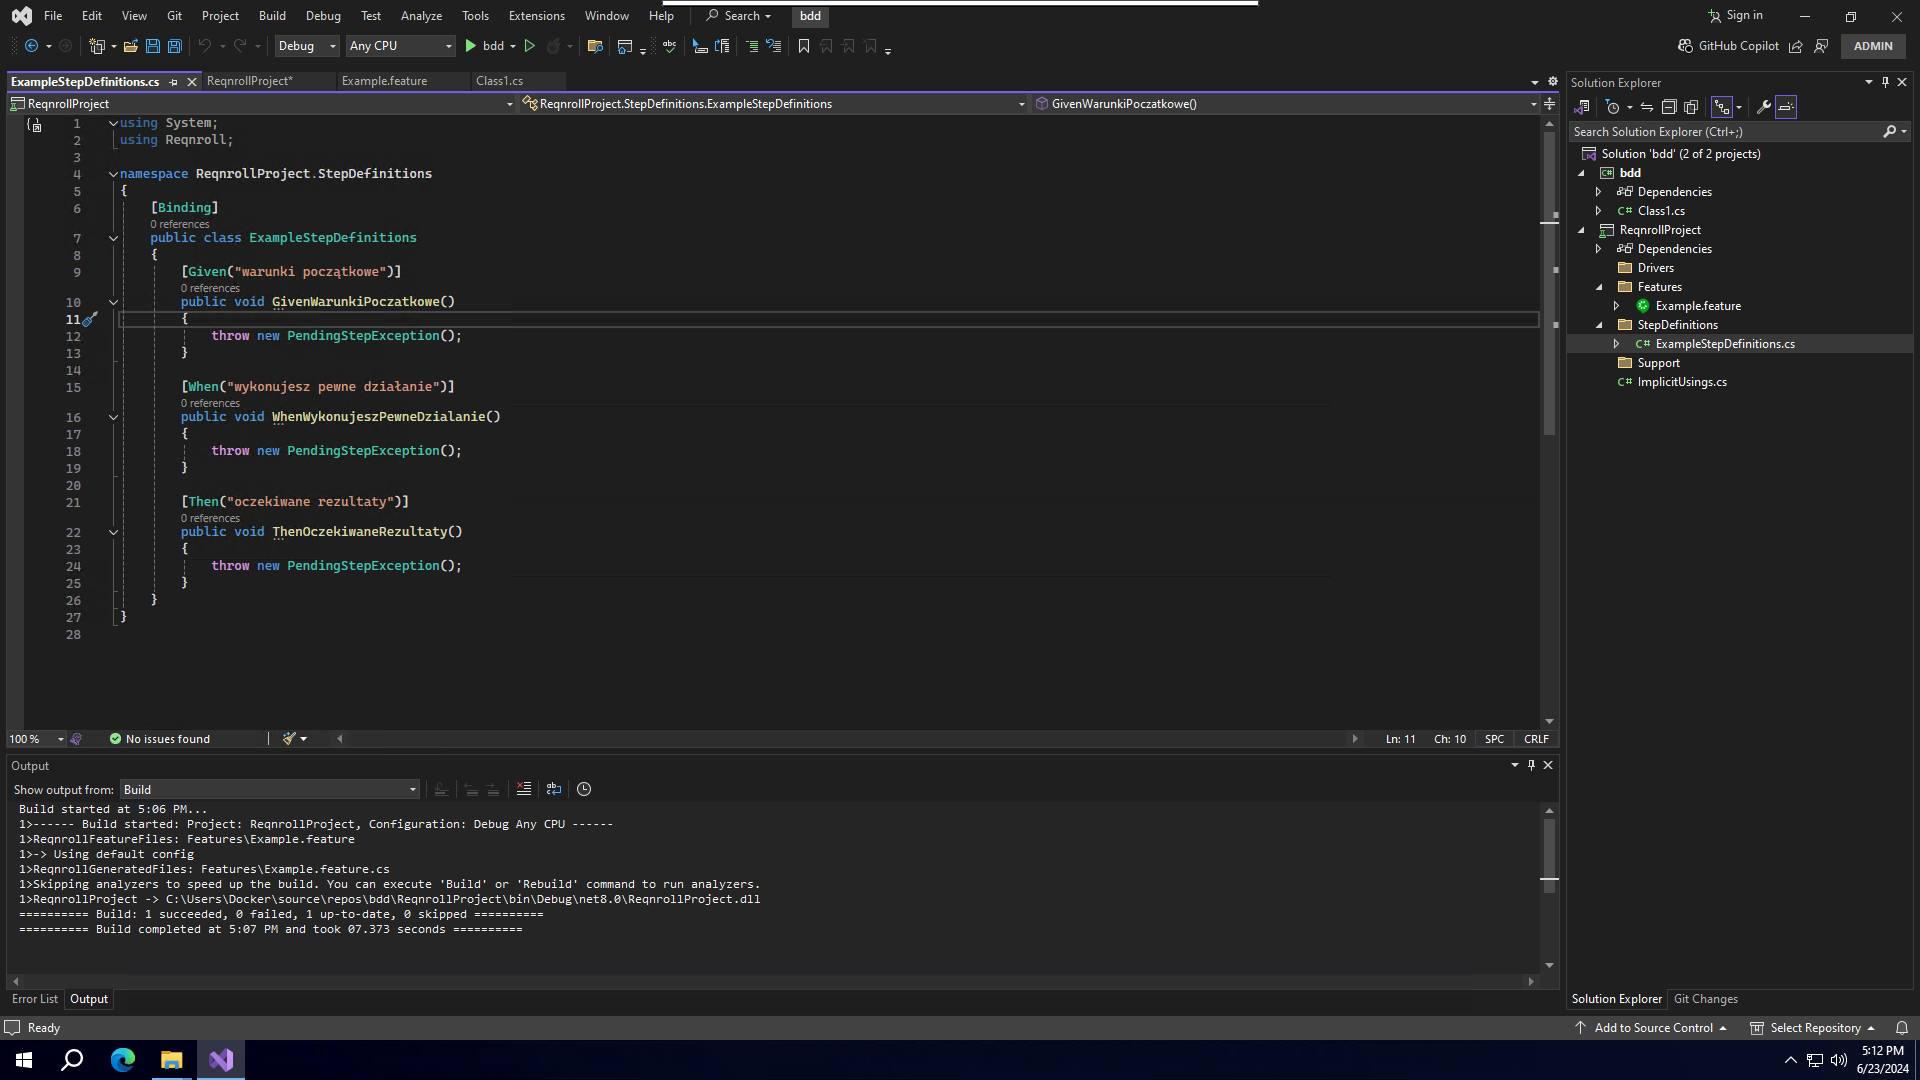 File Edit View Git Project Build Debug Test Analyze Tools Extensions Window Help Search bdd Sign in
Debug Any CPU bdd GitHub Copilot ADMIN
ExampleStepDefinitions.cs ReqnrollProject* Example.feature Class1.cs
ReqnrollProject ReqnrollProject.StepDefinitions.ExampleStepDefinitions GivenWarunkiPoczatkowe()
1 using System;
2 using Reqnroll;
3
4 namespace ReqnrollProject.StepDefinitions
5 {
6 [Binding]
0 references
7 public class ExampleStepDefinitions
8 {
9 [Given("warunki początkowe")]
0 references
10 public void GivenWarunkiPoczatkowe()
11 {
12 throw new PendingStepException();
13 }
14
15 [When("wykonujesz pewne działanie")]
0 references
16 public void WhenWykonujeszPewneDzialanie()
17 {
18 throw new PendingStepException();
19 }
20
21 [Then("oczekiwane rezultaty")]
0 references
22 public void ThenOczekiwaneRezultaty()
23 {
24 throw new PendingStepException();
25 }
26 }
27 }
28
100 % No issues found Ln: 11 Ch: 10 SPC CRLF
Output
Show output from: Build
Build started at 5:06 PM...
1>------ Build started: Project: ReqnrollProject, Configuration: Debug Any CPU ------
1>ReqnrollFeatureFiles: Features\Example.feature
1>-> Using default config
1>ReqnrollGeneratedFiles: Features\Example.feature.cs
1>Skipping analyzers to speed up the build. You can execute 'Build' or 'Rebuild' command to run analyzers.
1>ReqnrollProject -> C:\Users\Docker\source\repos\bdd\ReqnrollProject\bin\Debug\net8.0\ReqnrollProject.dll
========== Build: 1 succeeded, 0 failed, 1 up-to-date, 0 skipped ==========
========== Build completed at 5:07 PM and took 07.373 seconds ==========
Error List Output
Solution Explorer
Search Solution Explorer (Ctrl+;)
Solution 'bdd' (2 of 2 projects)
C# bdd
Dependencies
C# Class1.cs
ReqnrollProject
Dependencies
Drivers
Features
Example.feature
StepDefinitions
C# ExampleStepDefinitions.cs
Support
C# ImplicitUsings.cs
Solution Explorer Git Changes
Ready Add to Source Control Select Repository
5:12 PM
6/23/2024